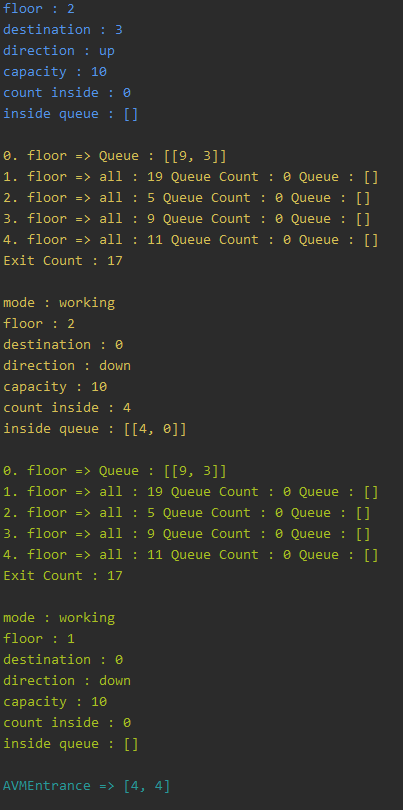 floor : 2
destination : 3
direction : up
capacity : 10
count inside : 0
inside queue : []
0. floor => Queue : [[9, 3]]
1. floor => all : 19 Queue Count : 0 Queue : []
2. floor => all : 5 Queue Count : 0 Queue : []
3. floor => all : 9 Queue Count : 0 Queue : []
4. floor => all : 11 Queue Count : 0 Queue : []
Exit Count : 17
mode : working
floor : 2
destination : 0
direction : down
capacity : 10
count inside : 4
inside queue : [[4, 0]]
0. floor => Queue : [[9, 3]]
1. floor => all : 19 Queue Count : 0 Queue : []
2. floor => all : 5 Queue Count : 0 Queue : []
3. floor => all : 9 Queue Count : 0 Queue : []
4. floor => all : 11 Queue Count : 0 Queue : []
Exit Count : 17
mode : working
floor : 1
destination : 0
direction : down
capacity : 10
count inside : 0
inside queue : []
AVMEntrance => [4, 4]